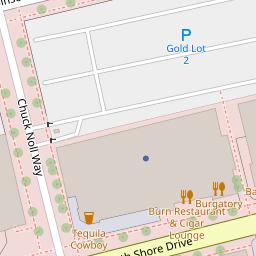 P
Gold Lot
2
Chuck Noll Way
Burgatory
Burn Restaurant
& Cigar
Lounge
Tequila
Cowboy
Shore Drive